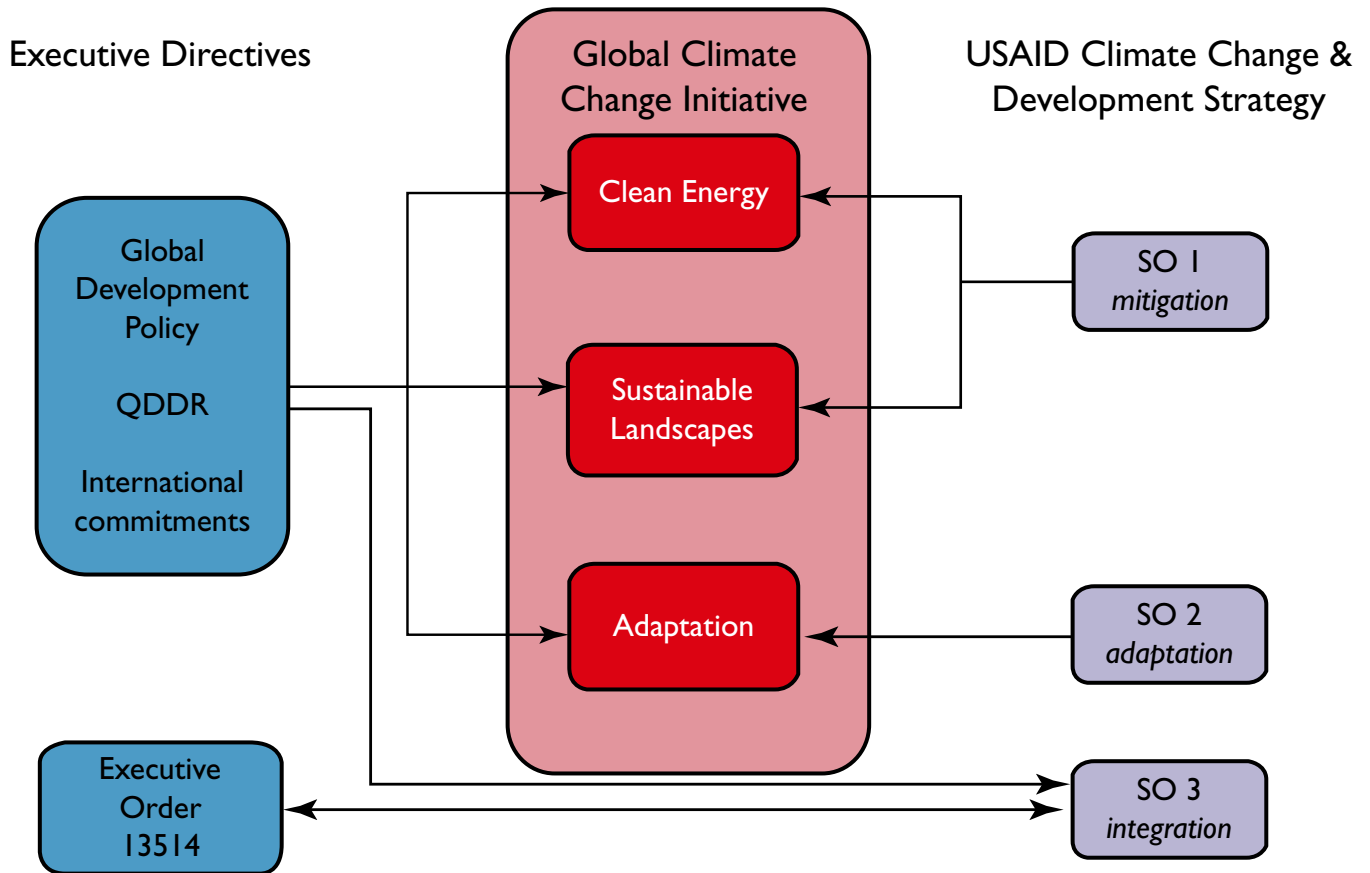 Executive Directives
Global Climate
Change Initiative
USAID Climate Change &
Development Strategy
Global
Development
Policy
QDDR
International
commitments
Executive
Order
13514
Clean Energy
Sustainable
Landscapes
Adaptation
SO 1
mitigation
SO 2
adaptation
SO 3
integration